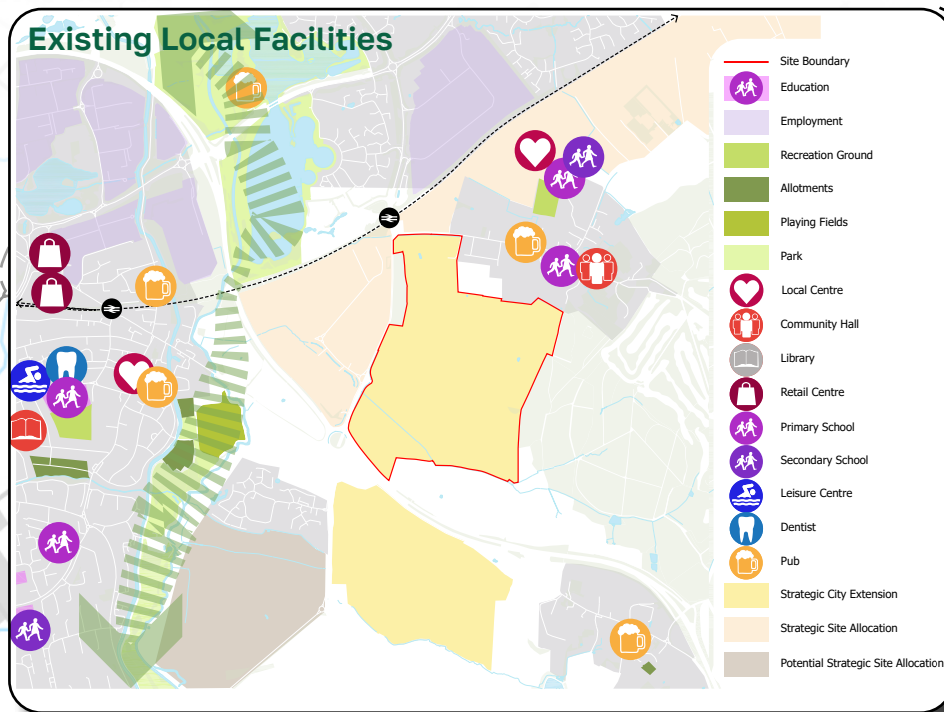 Existing Local Facilities
Site Boundary
Education
Employment
Recreation Ground
Allotments
Playing Fields
Park
Local Centre
Community Hall
Library
Retail Centre
Primary School
Secondary School
Leisure Centre
Dentist
Pub
Strategic City Extension
Strategic Site Allocation
Potential Strategic Site Allocation